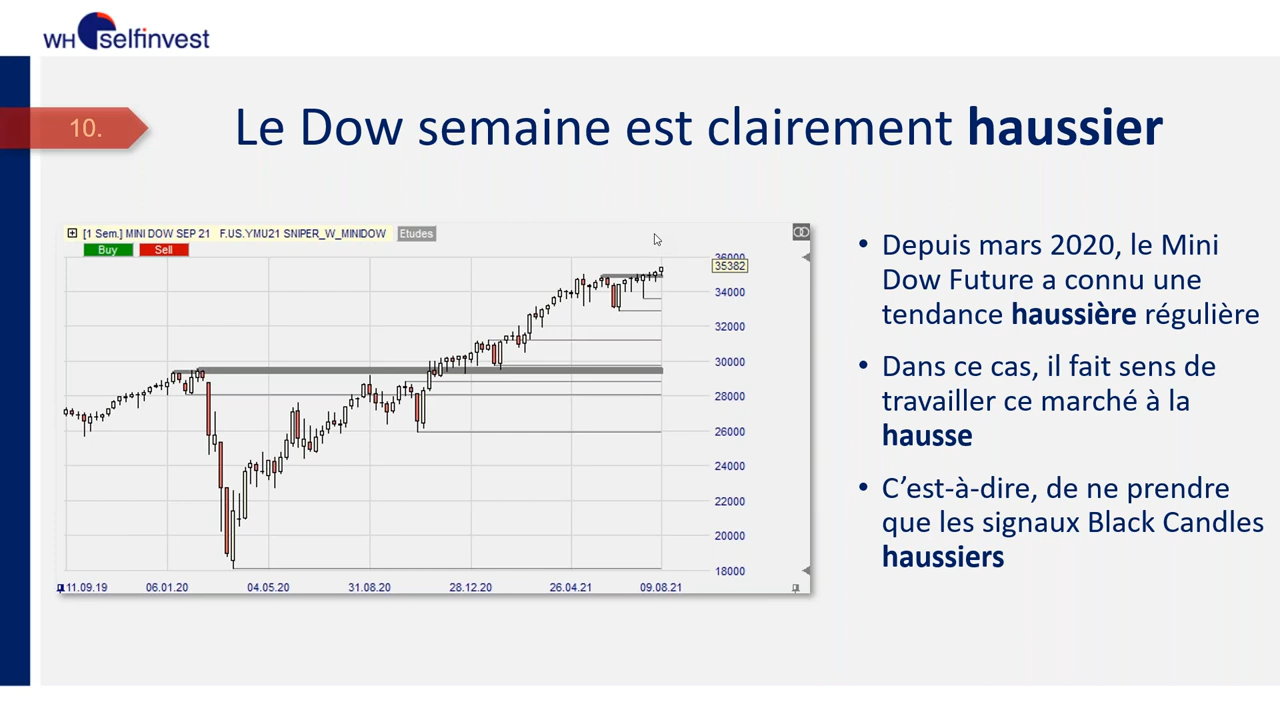 WH selfinvest
10.
Le Dow semaine est clairement haussier
[1 Sem.] MINI DOW SEP 21 F.US.YMU21 SNIPER_W_MINIDOW
Etudes
Buy
Sell
36000
35382
34000
32000
30000
28000
26000
24000
22000
20000
18000
11.09.19
06.01.20
04.05.20
31.08.20
28.12.20
26.04.21
09.08.21
• Depuis mars 2020, le Mini
Dow Future a connu une
tendance haussière régulière
• Dans ce cas, il fait sens de
travailler ce marché à la
hausse
• C’est-à-dire, de ne prendre
que les signaux Black Candles
haussiers